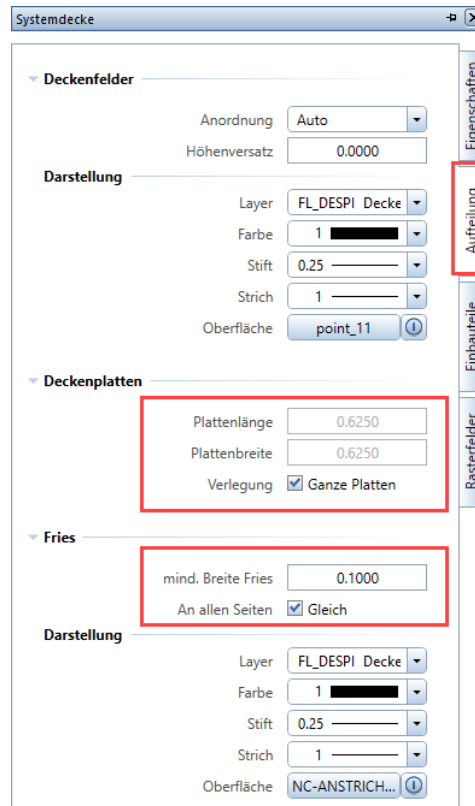 Systemdecke
Eigenschaften
Aufteilung
Einbauteile
Rasterfelder
Deckenfelder
Anordnung Auto
Höhenversatz 0.0000
Darstellung
Layer FL_DESPI Decke
Farbe 1
Stift 0.25
Strich 1
Oberfläche point_11
Deckenplatten
Plattenlänge 0.6250
Plattenbreite 0.6250
Verlegung Ganze Platten
Fries
mind. Breite Fries 0.1000
An allen Seiten Gleich
Darstellung
Layer FL_DESPI Decke
Farbe 1
Stift 0.25
Strich 1
Oberfläche NC-ANSTRICH...